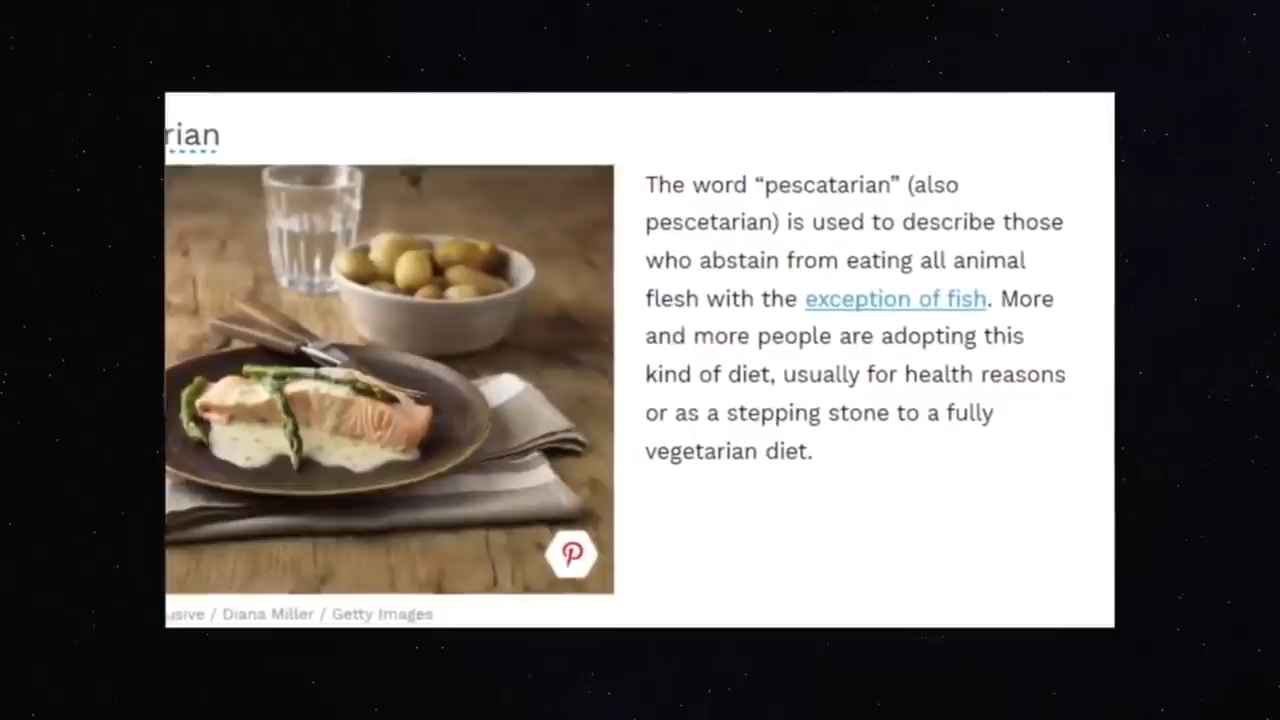 rian
The word “pescatarian” (also
pescetarian) is used to describe those
who abstain from eating all animal
flesh with the exception of fish. More
and more people are adopting this
kind of diet, usually for health reasons
or as a stepping stone to a fully
vegetarian diet.
usive / Diana Miller / Getty Images